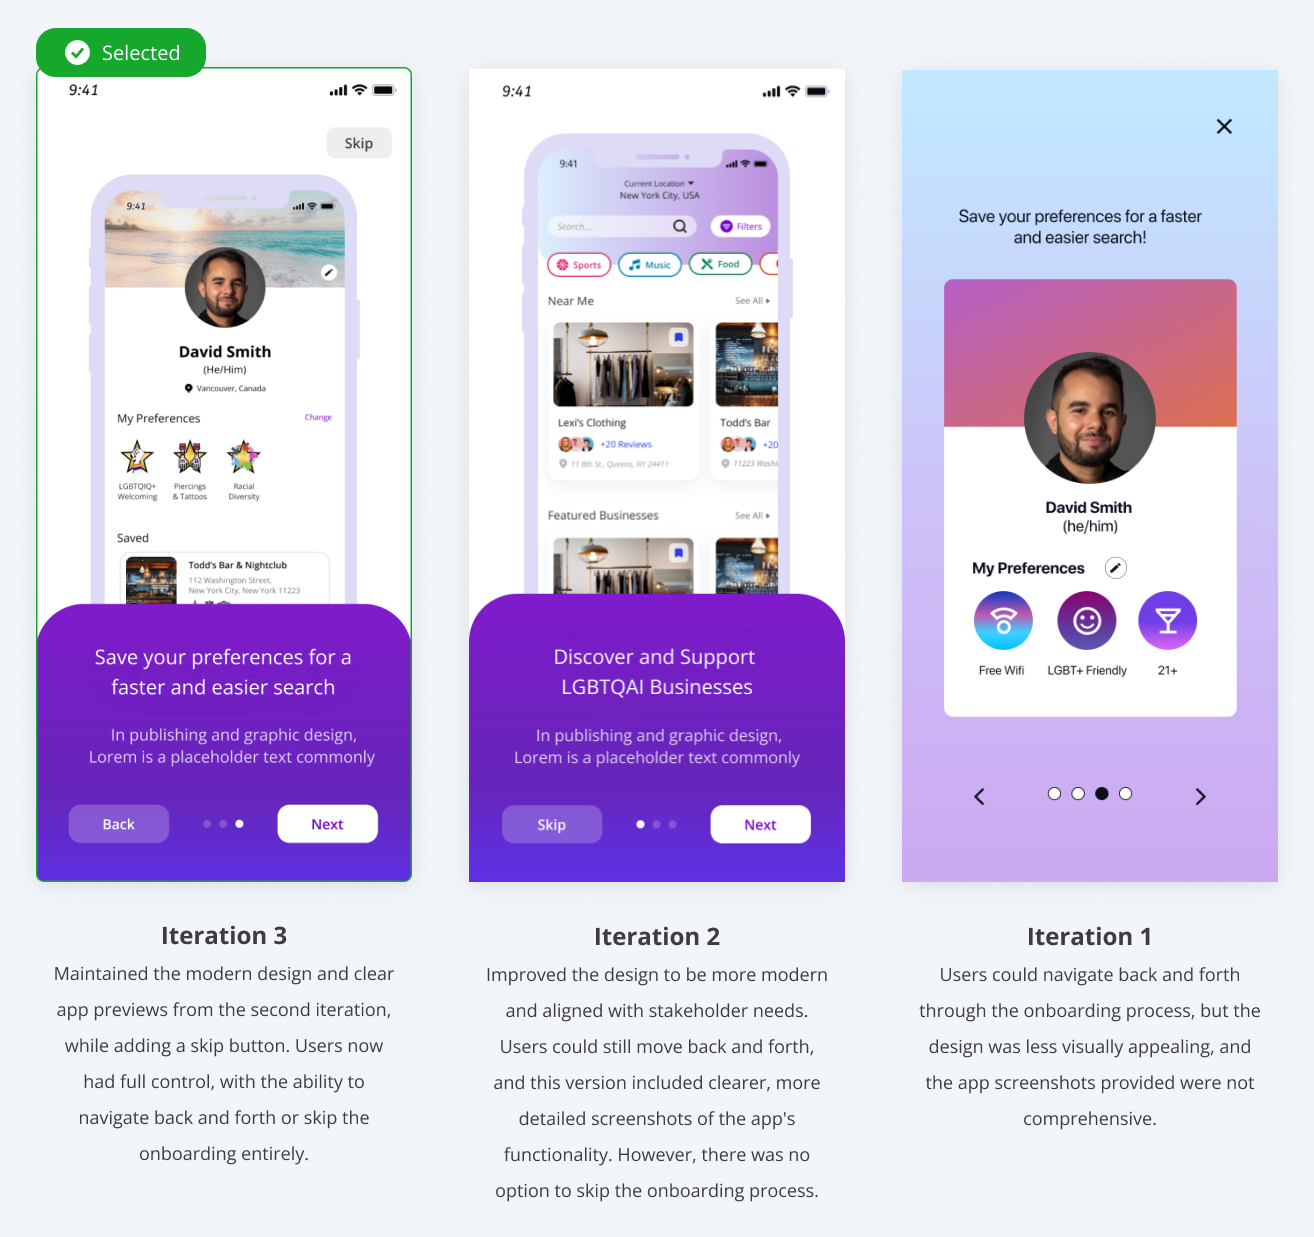 Selected
9:41
Skip
9:41
David Smith
(He/Him)
Vancouver, Canada
My Preferences
Change
LGBTQIQ+
Welcoming
Piercings
& Tattoos
Racial
Diversity
Saved
Todd's Bar & Nightclub
112 Washington Street,
New York City, New York 11223
Save your preferences for a
faster and easier search
In publishing and graphic design,
Lorem is a placeholder text commonly
Back
Next
Iteration 3
Maintained the modern design and clear
app previews from the second iteration,
while adding a skip button. Users now
had full control, with the ability to
navigate back and forth or skip the
onboarding entirely.
9:41
9:41
Current Location
New York City, USA
Search....
Filters
Sports
Music
Food
Near Me
See All
Lexi's Clothing
+20 Reviews
11 8th St., Queens, NY 24411
Todd's Bar
+20
11223 Washi
Featured Businesses
See All
Discover and Support
LGBTQAI Businesses
In publishing and graphic design,
Lorem is a placeholder text commonly
Skip
Next
Iteration 2
Improved the design to be more modern
and aligned with stakeholder needs.
Users could still move back and forth,
and this version included clearer, more
detailed screenshots of the app's
functionality. However, there was no
option to skip the onboarding process.
Save your preferences for a faster
and easier search!
David Smith
(he/him)
My Preferences
Free Wifi
LGBT+ Friendly
21+
Iteration 1
Users could navigate back and forth
through the onboarding process, but the
design was less visually appealing, and
the app screenshots provided were not
comprehensive.